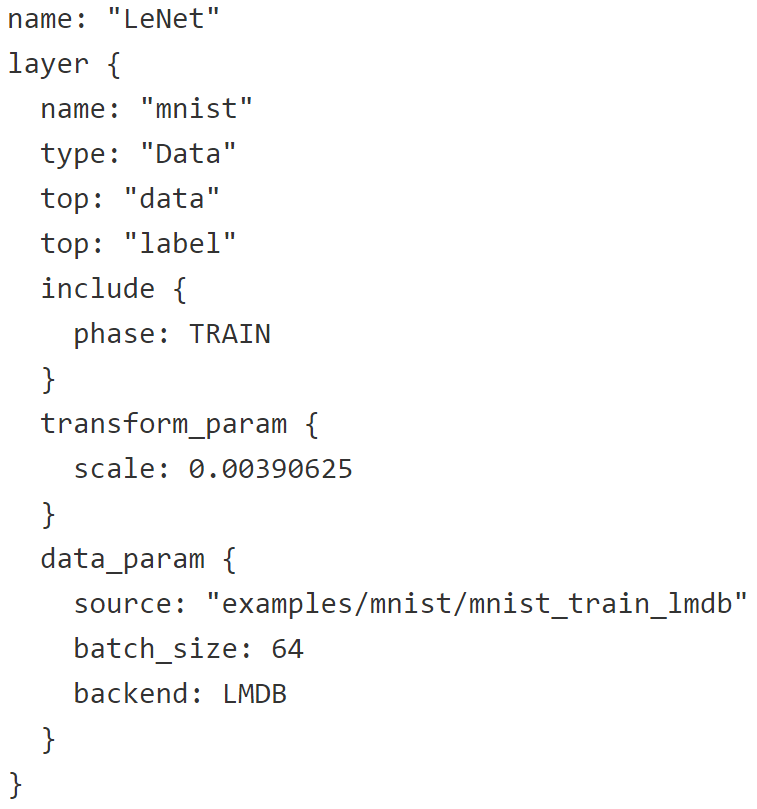 name: "LeNet"
layer {
  name: "mnist"
  type: "Data"
  top: "data"
  top: "label"
  include {
    phase: TRAIN
  }
  transform_param {
    scale: 0.00390625
  }
  data_param {
    source: "examples/mnist/mnist_train_lmdb"
    batch_size: 64
    backend: LMDB
  }
}